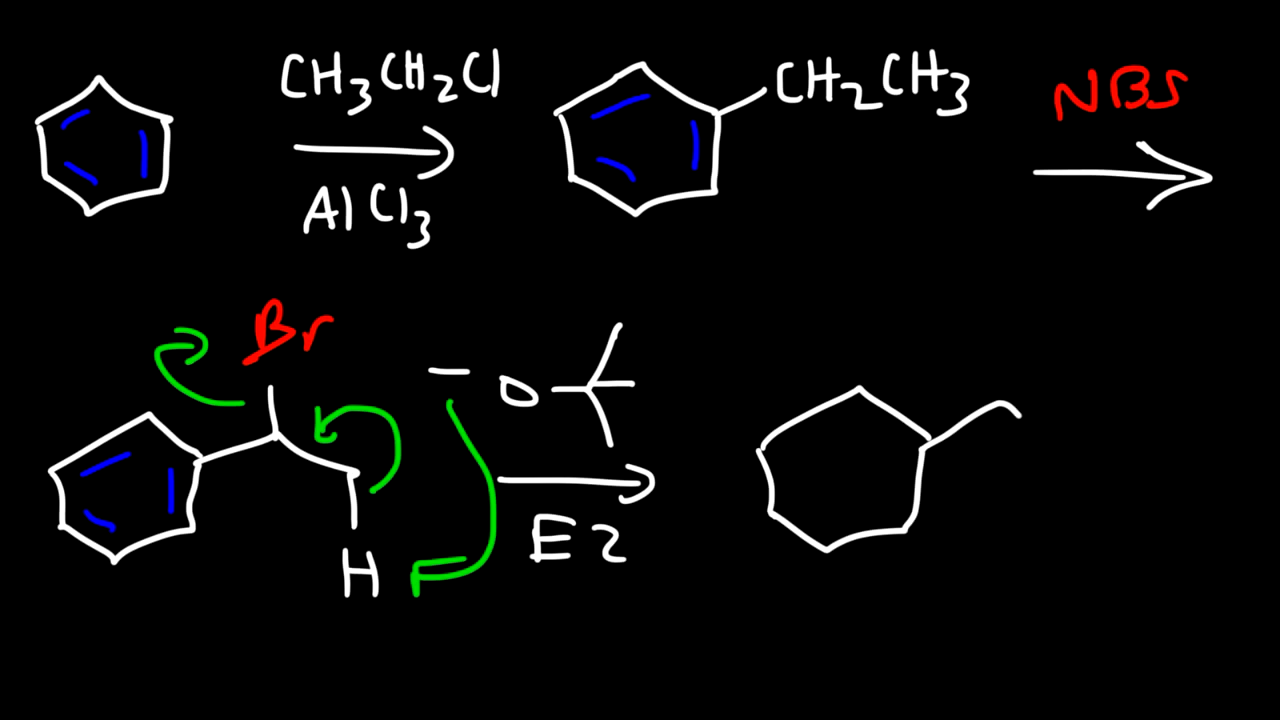 CH3CH2Cl
AlCl3
CH2CH3
NBS
Br
H
− O
E2